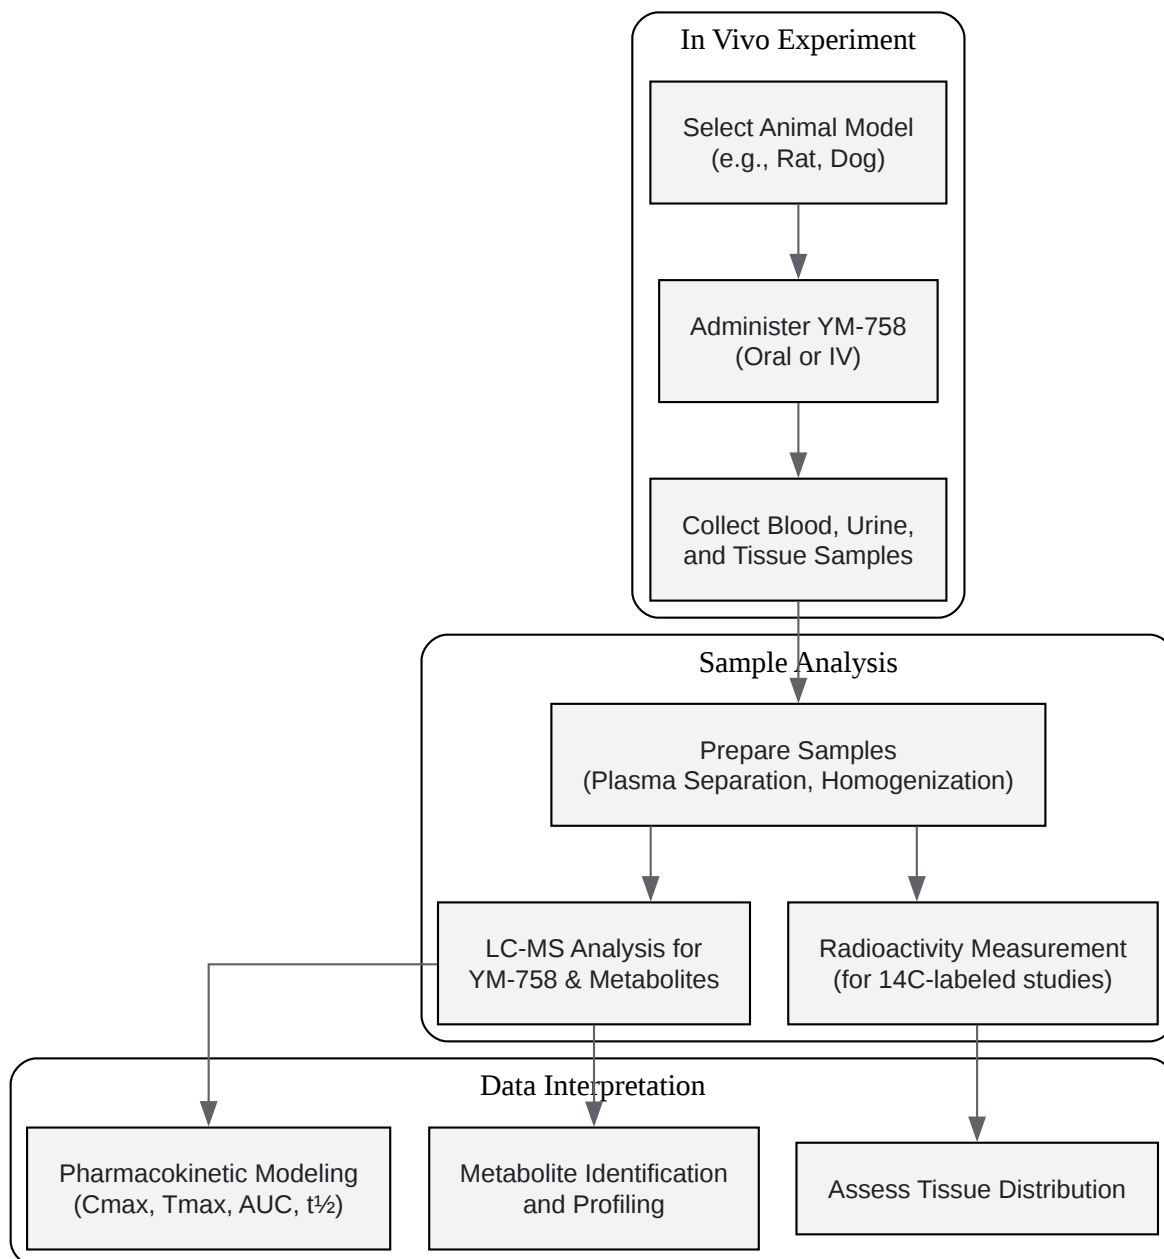 In Vivo Experiment
Select Animal Model
(e.g., Rat, Dog)
Administer YM-758
(Oral or IV)
Collect Blood, Urine,
and Tissue Samples
Sample Analysis
Prepare Samples
(Plasma Separation, Homogenization)
LC-MS Analysis for
YM-758 & Metabolites
Radioactivity Measurement
(for 14C-labeled studies)
Data Interpretation
Pharmacokinetic Modeling
(Cmax, Tmax, AUC, t½)
Metabolite Identification
and Profiling
Assess Tissue Distribution